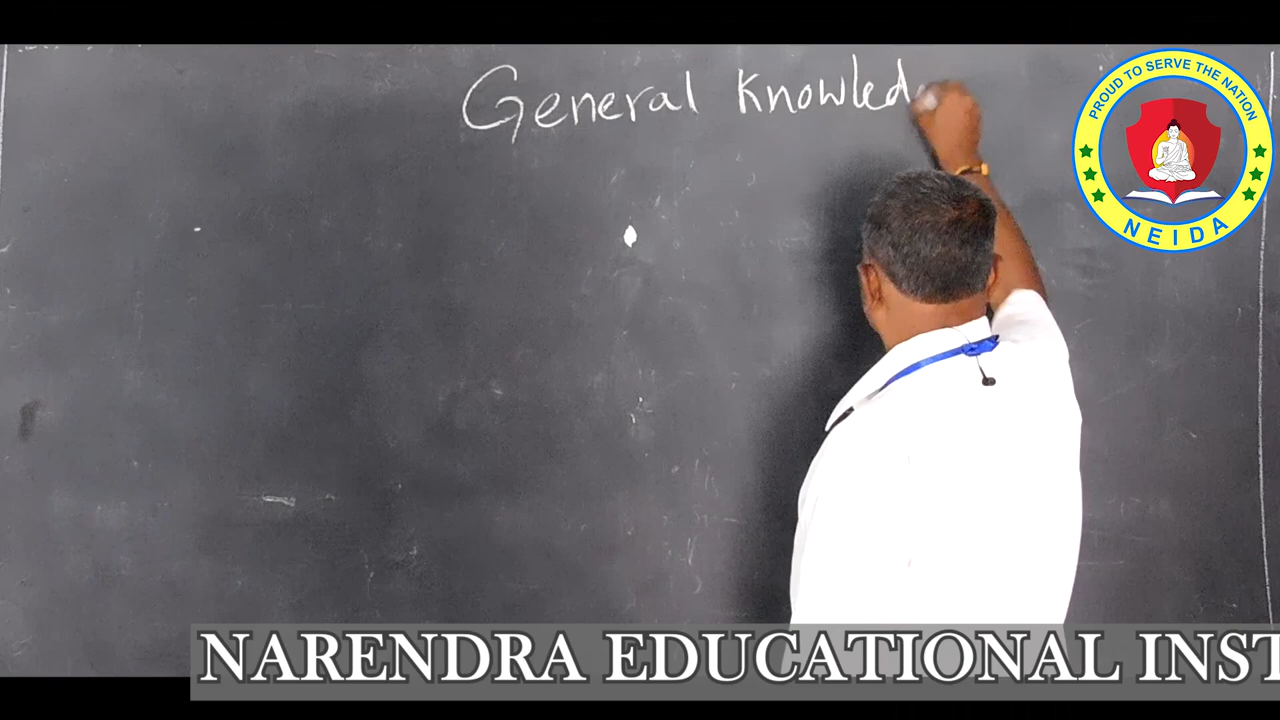 General Knowled
PROUD TO SERVE THE NATION
NEIDA
NARENDRA EDUCATIONAL INST